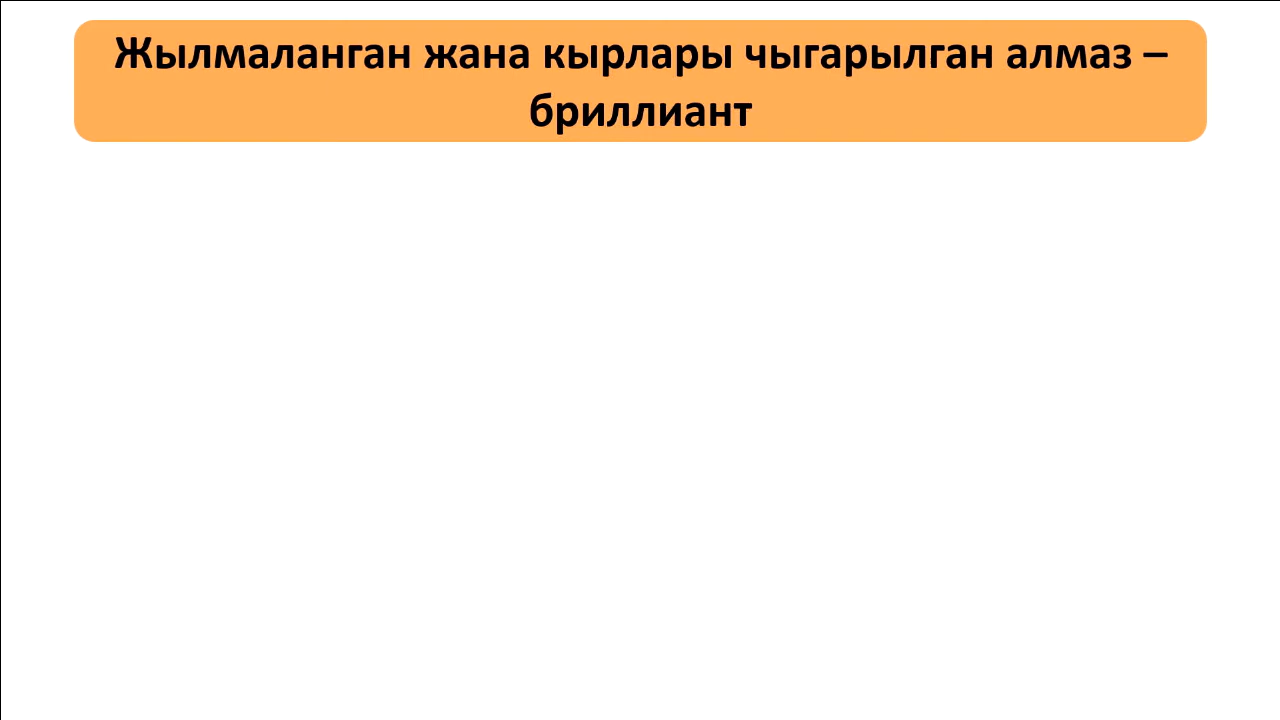 Жылмаланган жана кырлары чыгарылган алмаз –
бриллиант